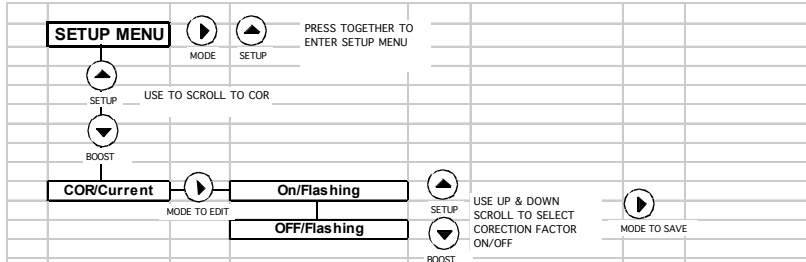 SETUP MENU
MODE
SETUP
PRESS TOGETHER TO
ENTER SETUP MENU
SETUP
USE TO SCROLL TO COR
BOOST
COR/Current
MODE TO EDIT
On/Flashing
OFF/Flashing
SETUP
BOOST
USE UP & DOWN
SCROLL TO SELECT
CORECTION FACTOR
ON/OFF
MODE TO SAVE